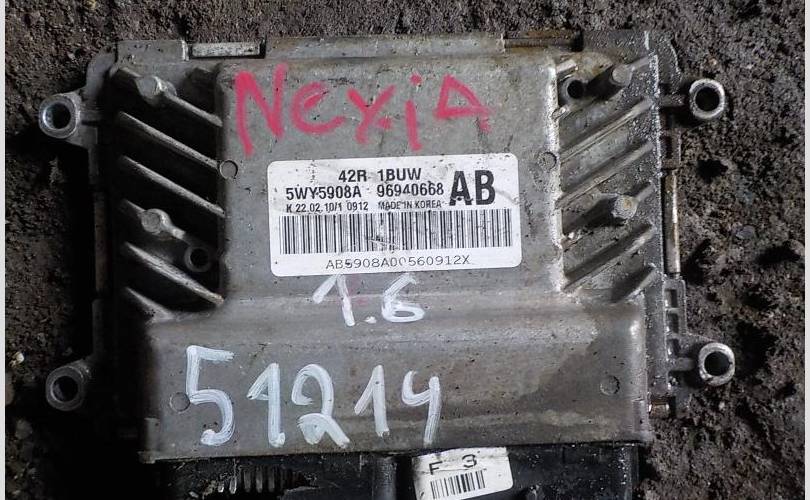 Nexia
42R 1BUW
5WY5908A 96940668 AB
K 22.02.10/1 0912 MADE IN KOREA
AB5908A00560912X
1.6
51214
F 3